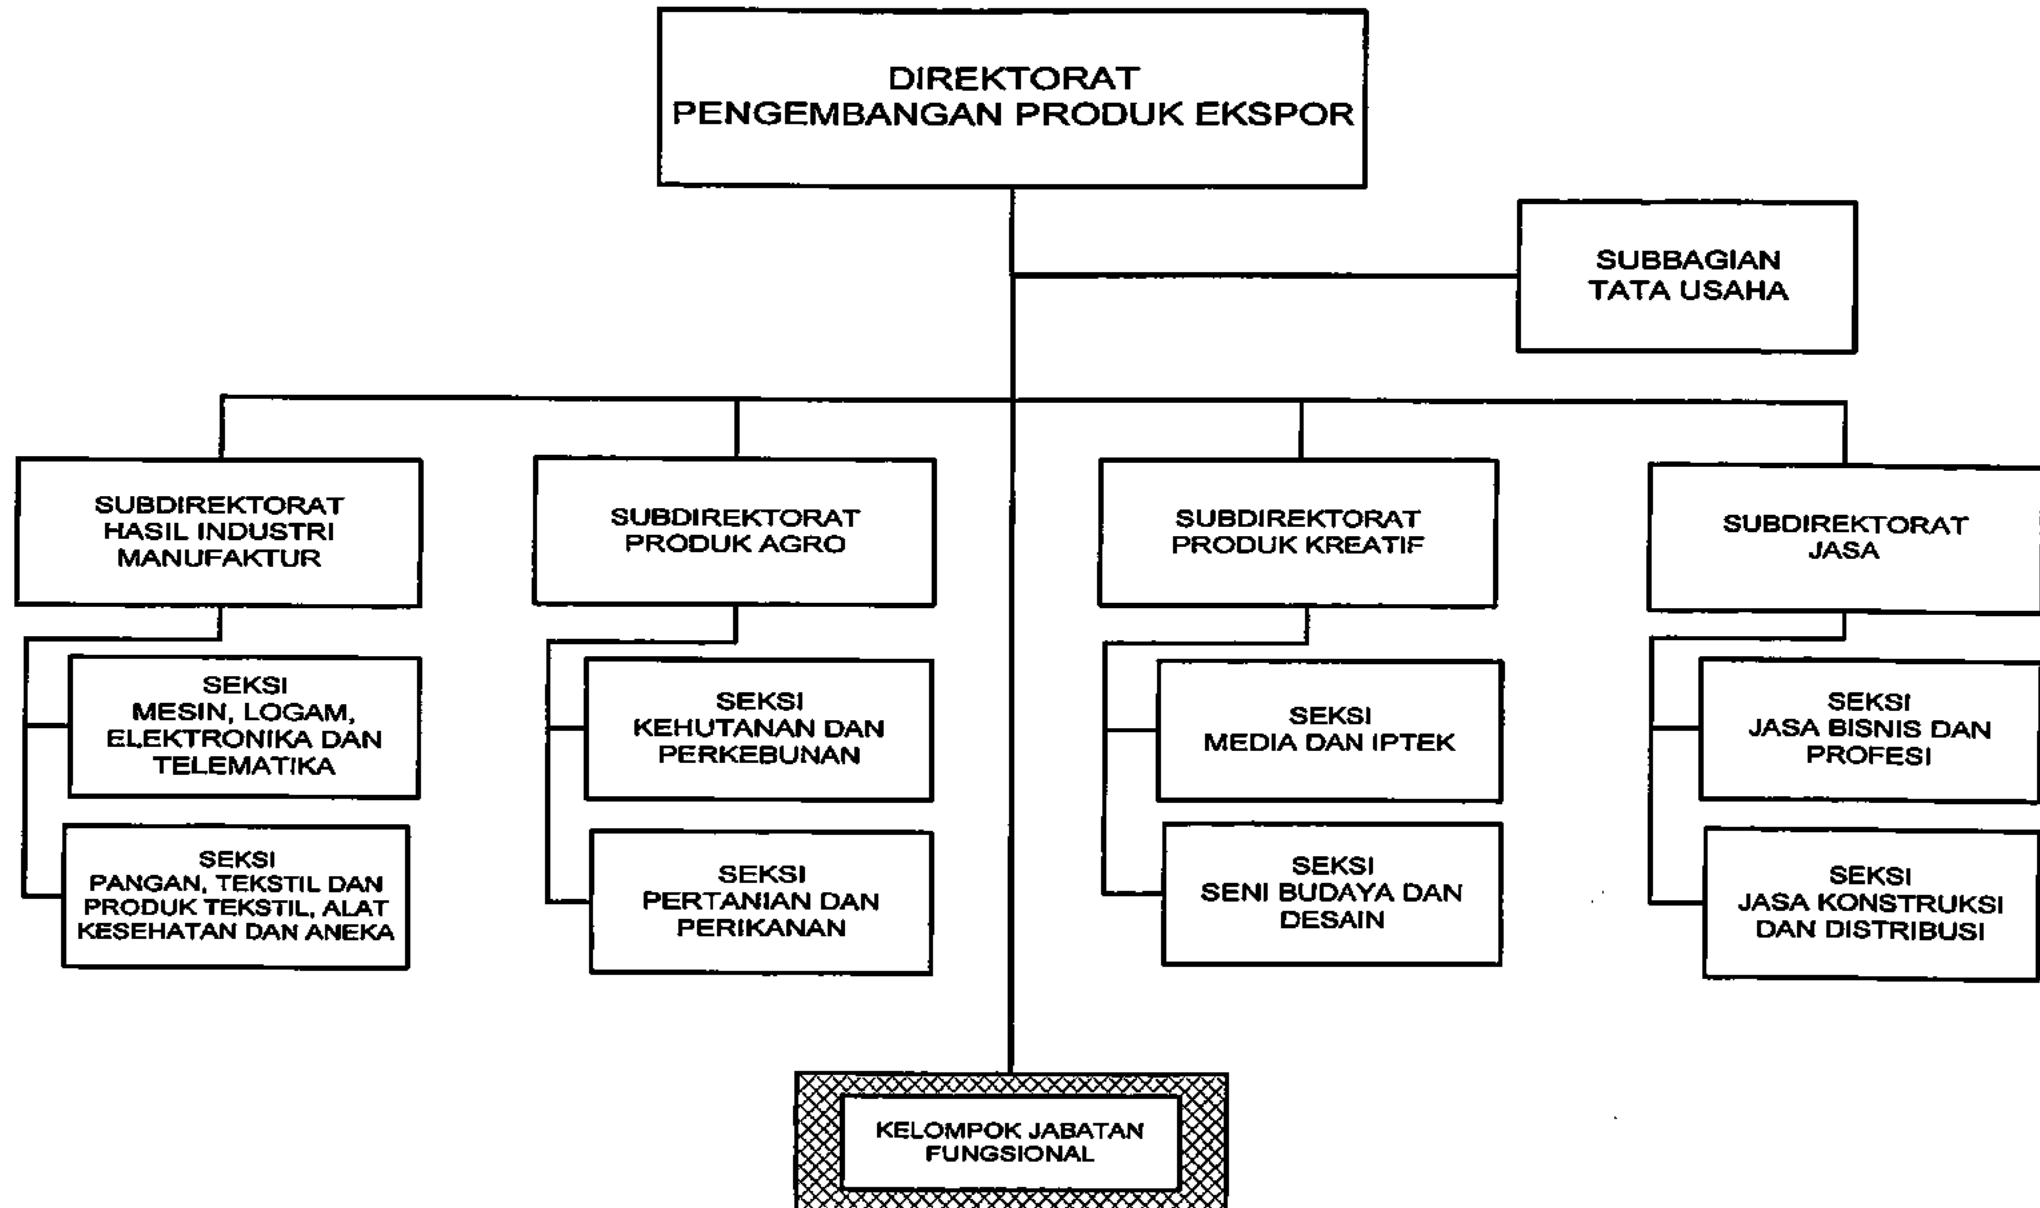 DIREKTORAT
PENGEMBANGAN PRODUK EKSPOR
SUBBAGIAN
TATA USAHA
SUBDIREKTORAT
HASIL INDUSTRI
MANUFAKTUR
SUBDIREKTORAT
PRODUK AGRO
SUBDIREKTORAT
PRODUK KREATIF
SUBDIREKTORAT
JASA
SEKSI
MESIN, LOGAM,
ELEKTRONIKA DAN
TELEMATIKA
SEKSI
KEHUTANAN DAN
PERKEBUNAN
SEKSI
MEDIA DAN IPTEK
SEKSI
JASA BISNIS DAN
PROFESI
SEKSI
PANGAN, TEKSTIL DAN
PRODUK TEKSTIL, ALAT
KESEHATAN DAN ANEKA
SEKSI
PERTANIAN DAN
PERIKANAN
SEKSI
SENI BUDAYA DAN
DESAIN
SEKSI
JASA KONSTRUKSI
DAN DISTRIBUSI
KELOMPOK JABATAN
FUNGSIONAL